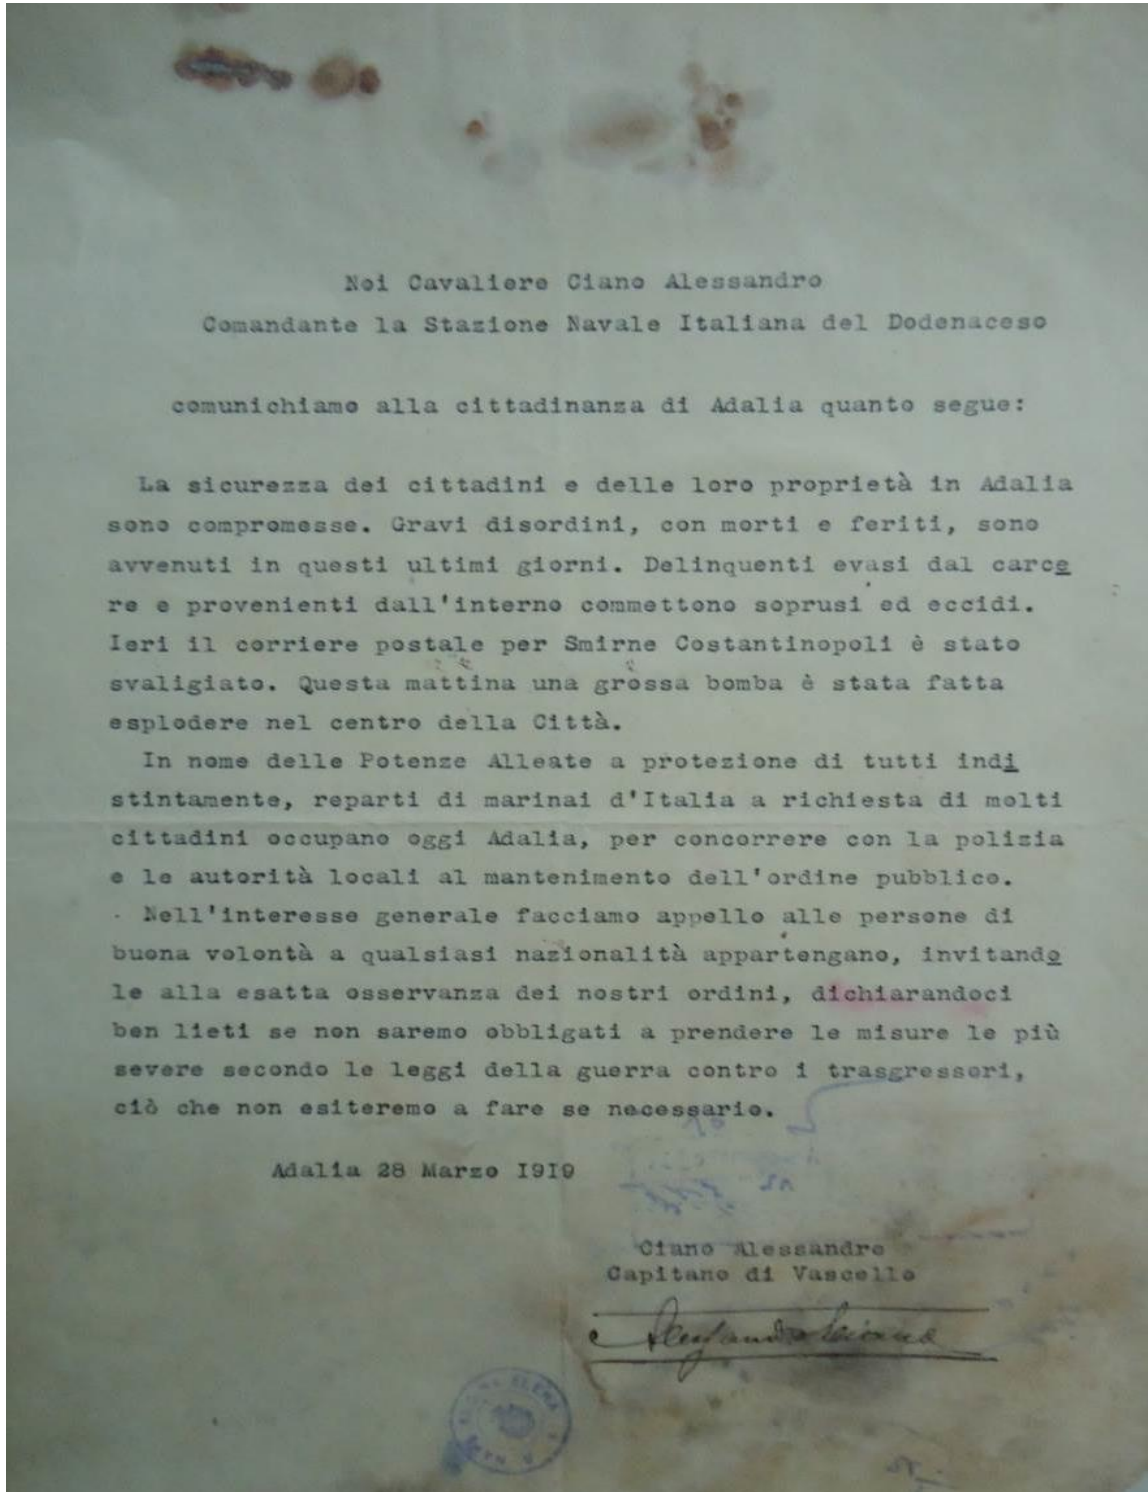 Noi Cavaliere Ciano Alessandro
Comandante la Stazione Navale Italiana del Dodenaceso
comunichiamo alla cittadinanza di Adalia quanto segue:
La sicurezza dei cittadini e delle loro proprietà in Adalia
sono compromesse. Gravi disordini, con morti e feriti, sono
avvenuti in questi ultimi giorni. Delinquenti evasi dal carce
re e provenienti dall'interno commettono soprusi ed eccidi.
Ieri il corriere postale per Smirne Costantinopoli è stato
svaligiato. Questa mattina una grossa bomba è stata fatta
esplodere nel centro della Città.
In nome delle Potenze Alleate a protezione di tutti indi
stintamente, reparti di marinai d'Italia a richiesta di molti
cittadini occupano oggi Adalia, per concorrere con la polizia
e le autorità locali al mantenimento dell'ordine pubblico.
Nell'interesse generale facciamo appello alle persone di
buona volontà a qualsiasi nazionalità appartengano, invitando
le alla esatta osservanza dei nostri ordini, dichiarandoci
ben lieti se non saremo obbligati a prendere le misure le più
severe secondo le leggi della guerra contro i trasgressori,
ciò che non esiteremo a fare se necessario.
Adalia 28 Marzo I9I9
Ciano Alessandro
Capitano di Vascello
Alessandro Ciano